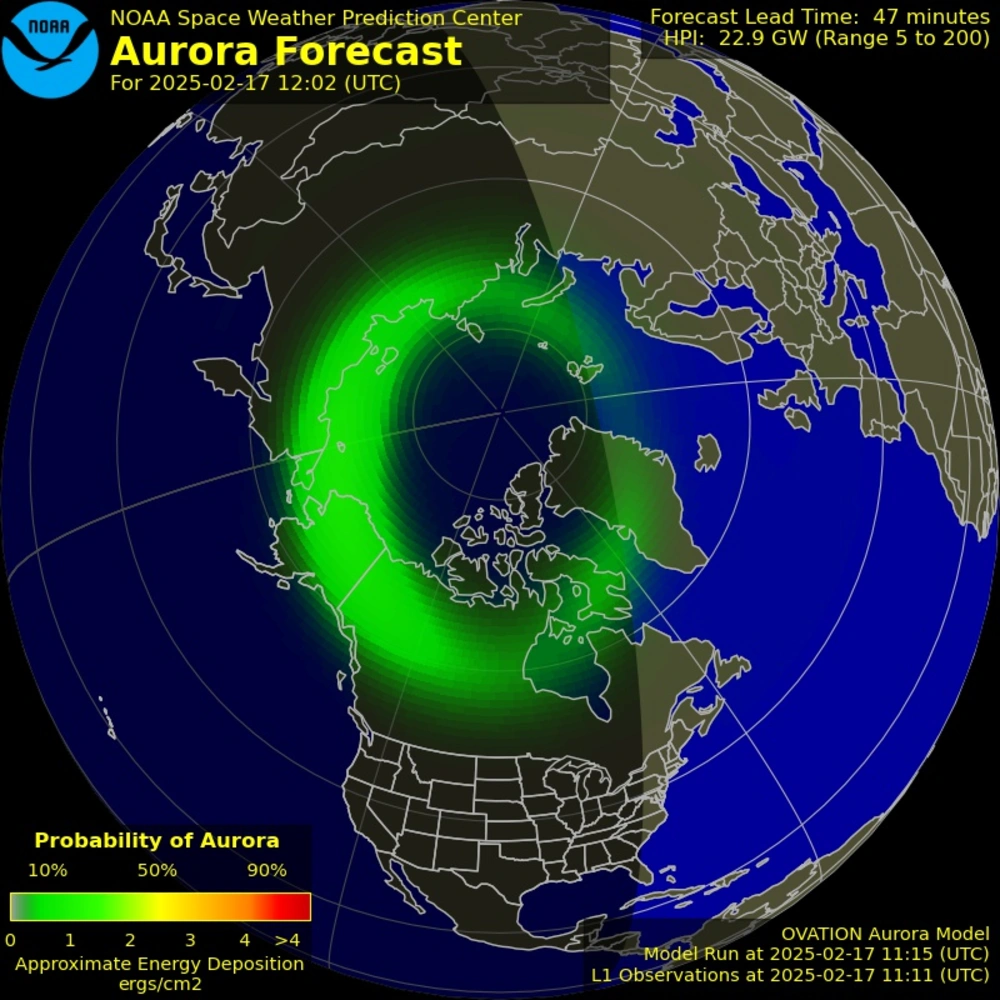 NOAA
NOAA Space Weather Prediction Center
Aurora Forecast
For 2025-02-17 12:02 (UTC)
Forecast Lead Time: 47 minutes
HPI: 22.9 GW (Range 5 to 200)
Probability of Aurora
10% 50% 90%
0 1 2 3 4 >4
Approximate Energy Deposition
ergs/cm2
OVATION Aurora Model
Model Run at 2025-02-17 11:15 (UTC)
L1 Observations at 2025-02-17 11:11 (UTC)